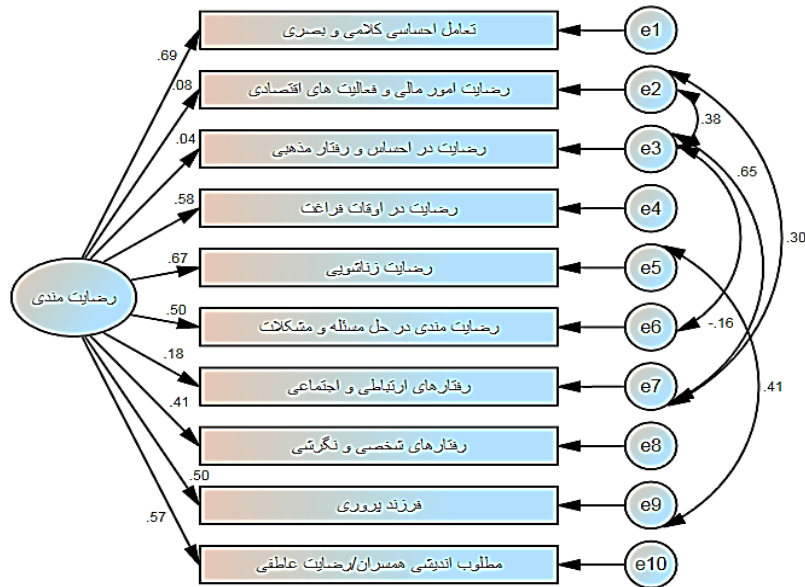 تعامل احساسی کلامی و بصری
e1
.69
رضایت امور مالی و فعالیت های اقتصادی
e2
.08
.38
رضایت در احساس و رفتار مذهبی
e3
.04
.65
رضایت در اوقات فراغت
e4
.58
.30
رضایت زناشویی
e5
.67
رضایت مندی
رضایت مندی در حل مسئله و مشکلات
e6
.50
-.16
رفتارهای ارتباطی و اجتماعی
e7
.18
.41
رفتارهای شخصی و نگرشی
e8
.41
فرزند پروری
e9
.50
مطلوب اندیشی همسران/رضایت عاطفی
e10
.57